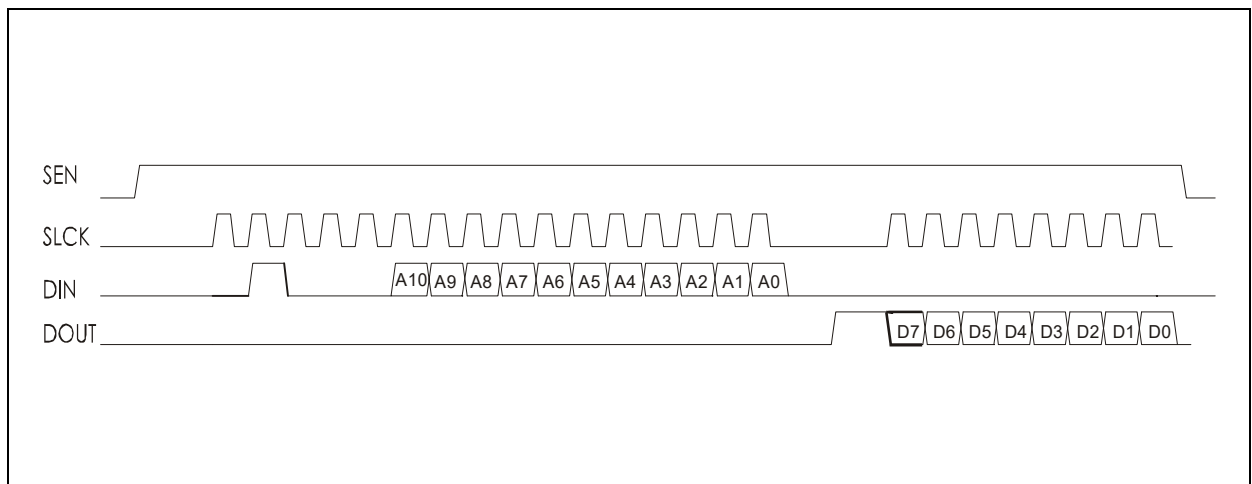 SEN
SLCK
DIN A10 A9 A8 A7 A6 A5 A4 A3 A2 A1 A0
DOUT D7 D6 D5 D4 D3 D2 D1 D0